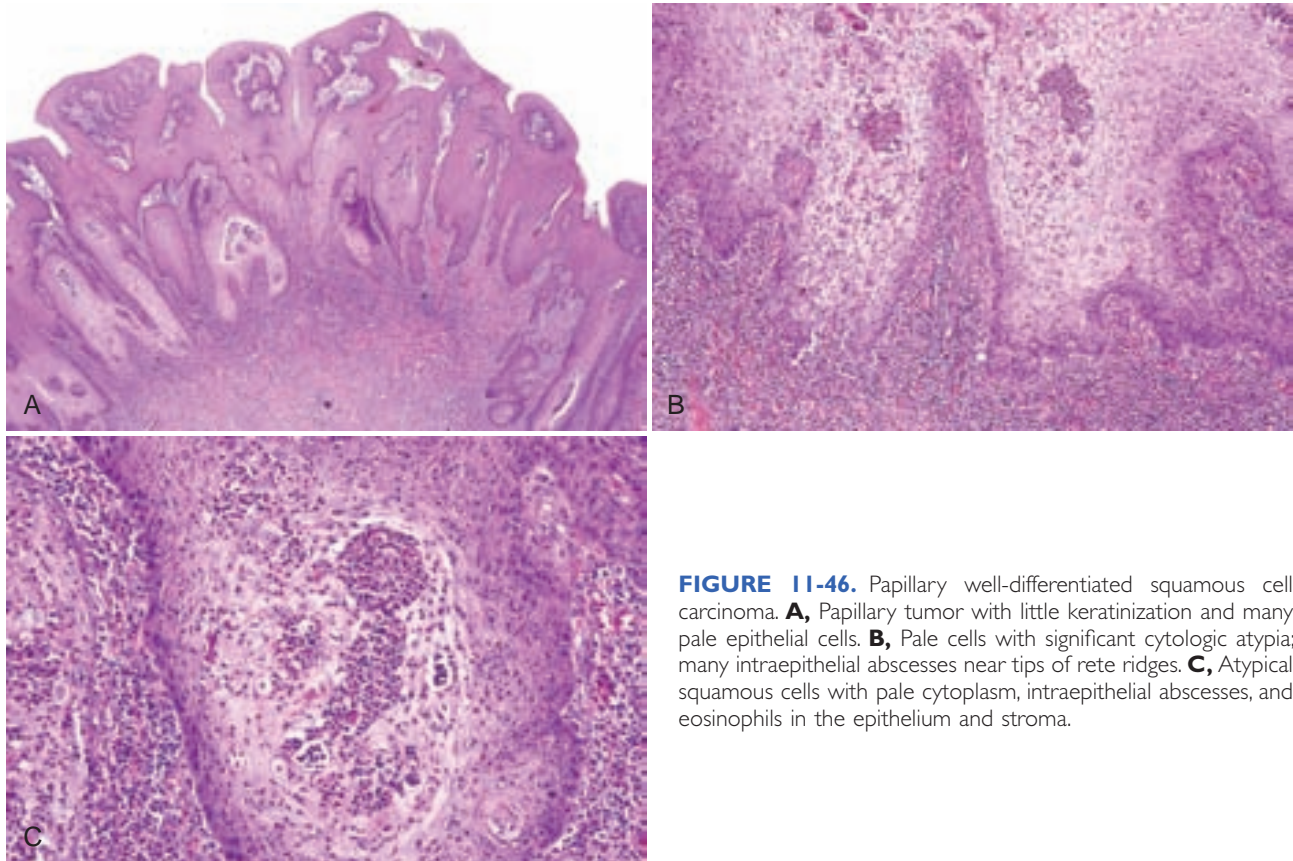 A
B
C
FIGURE 11-46. Papillary well-differentiated squamous cell
carcinoma. A, Papillary tumor with little keratinization and many
pale epithelial cells. B, Pale cells with significant cytologic atypia;
many intraepithelial abscesses near tips of rete ridges. C, Atypical
squamous cells with pale cytoplasm, intraepithelial abscesses, and
eosinophils in the epithelium and stroma.